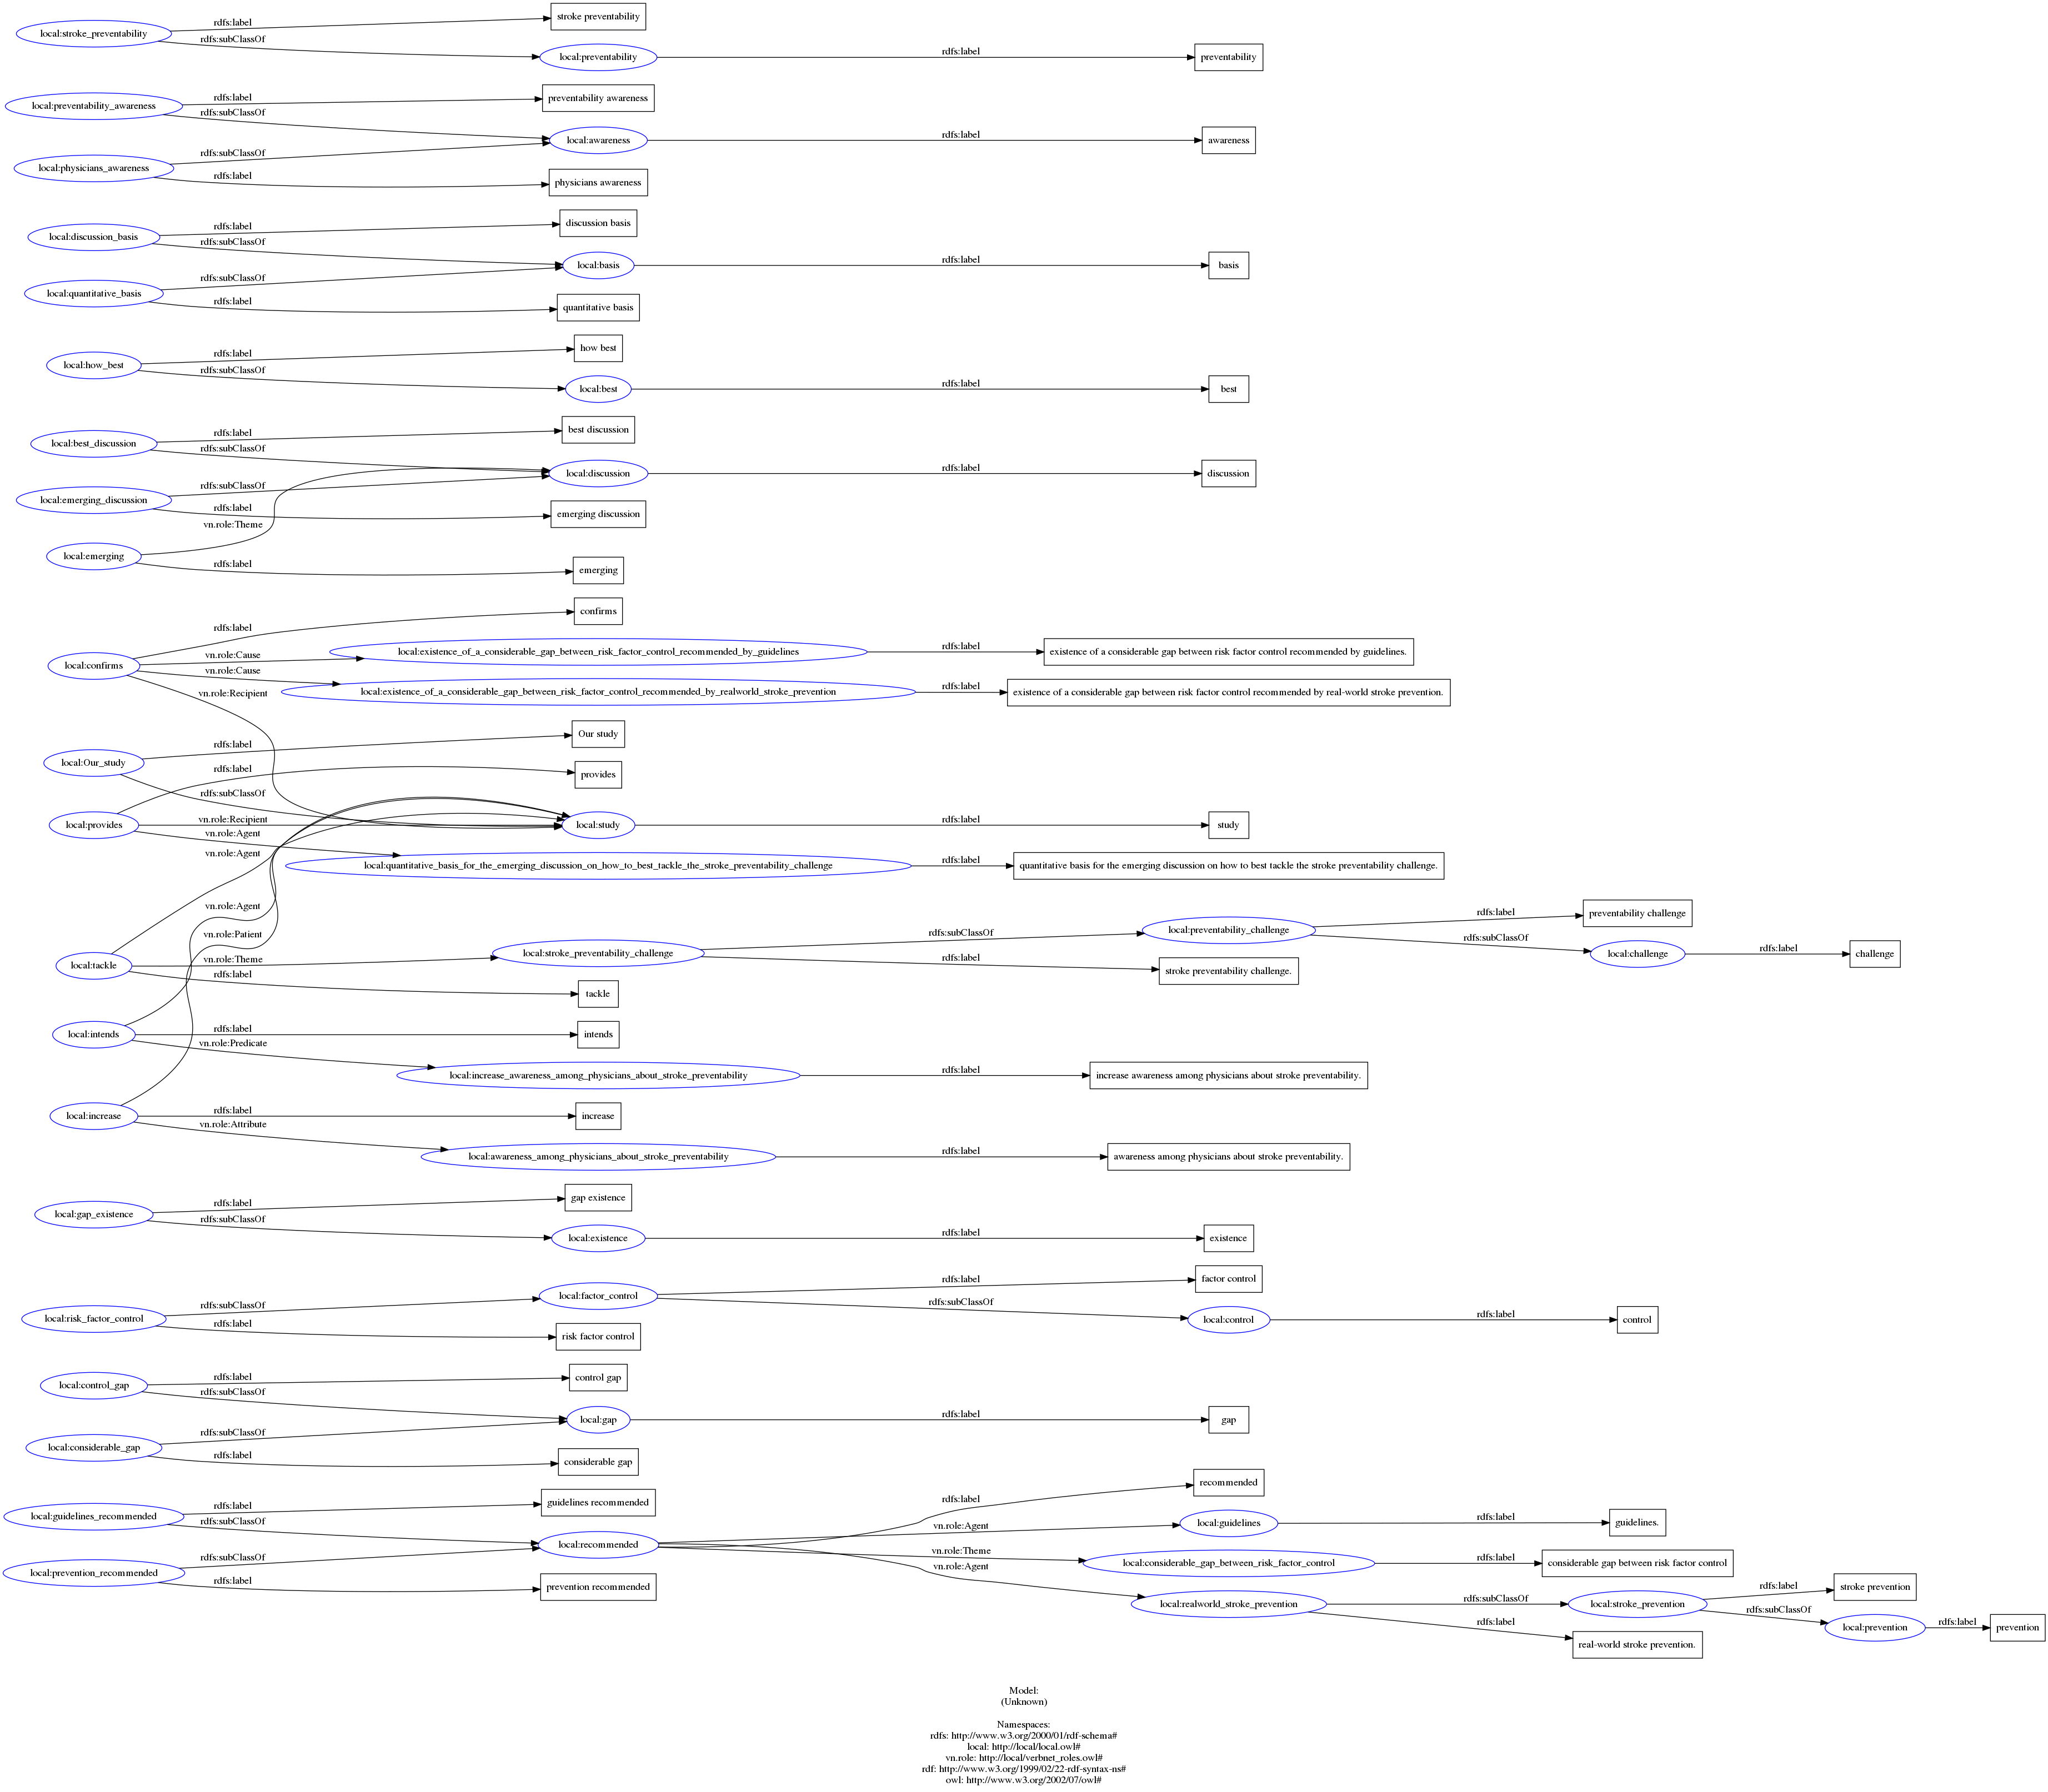 local:stroke_preventability
rdfs:label
stroke preventability
rdfs:subClassOf
local:preventability
rdfs:label
preventability
local:preventability_awareness
rdfs:label
preventability awareness
rdfs:subClassOf
local:awareness
rdfs:label
awareness
local:physicians_awareness
rdfs:subClassOf
rdfs:label
physicians awareness
local:discussion_basis
rdfs:label
discussion basis
rdfs:subClassOf
local:basis
rdfs:label
basis
local:quantitative_basis
rdfs:subClassOf
rdfs:label
quantitative basis
local:how_best
rdfs:label
how best
rdfs:subClassOf
local:best
rdfs:label
best
local:best_discussion
rdfs:label
best discussion
rdfs:subClassOf
local:discussion
rdfs:label
discussion
local:emerging_discussion
rdfs:subClassOf
rdfs:label
emerging discussion
vn.role:Theme
local:emerging
rdfs:label
emerging
local:confirms
rdfs:label
confirms
vn.role:Cause
local:existence_of_a_considerable_gap_between_risk_factor_control_recommended_by_guidelines
rdfs:label
existence of a considerable gap between risk factor control recommended by guidelines.
vn.role:Cause
local:existence_of_a_considerable_gap_between_risk_factor_control_recommended_by_realworld_stroke_prevention
rdfs:label
existence of a considerable gap between risk factor control recommended by real-world stroke prevention.
vn.role:Recipient
local:Our_study
rdfs:label
Our study
rdfs:subClassOf
local:provides
rdfs:label
provides
vn.role:Recipient
local:study
rdfs:label
study
vn.role:Agent
local:quantitative_basis_for_the_emerging_discussion_on_how_to_best_tackle_the_stroke_preventability_challenge
rdfs:label
quantitative basis for the emerging discussion on how to best tackle the stroke preventability challenge.
vn.role:Agent
vn.role:Agent
vn.role:Patient
local:tackle
vn.role:Theme
local:stroke_preventability_challenge
rdfs:subClassOf
local:preventability_challenge
rdfs:label
preventability challenge
rdfs:subClassOf
local:challenge
rdfs:label
challenge
rdfs:label
stroke preventability challenge.
rdfs:label
tackle
local:intends
rdfs:label
intends
vn.role:Predicate
local:increase_awareness_among_physicians_about_stroke_preventability
rdfs:label
increase awareness among physicians about stroke preventability.
local:increase
rdfs:label
increase
vn.role:Attribute
local:awareness_among_physicians_about_stroke_preventability
rdfs:label
awareness among physicians about stroke preventability.
local:gap_existence
rdfs:label
gap existence
rdfs:subClassOf
local:existence
rdfs:label
existence
local:risk_factor_control
rdfs:subClassOf
local:factor_control
rdfs:label
factor control
rdfs:subClassOf
local:control
rdfs:label
control
rdfs:label
risk factor control
local:control_gap
rdfs:label
control gap
rdfs:subClassOf
local:gap
rdfs:label
gap
local:considerable_gap
rdfs:subClassOf
rdfs:label
considerable gap
local:guidelines_recommended
rdfs:label
guidelines recommended
rdfs:subClassOf
local:recommended
rdfs:label
recommended
vn.role:Agent
local:guidelines
rdfs:label
guidelines.
vn.role:Theme
local:considerable_gap_between_risk_factor_control
rdfs:label
considerable gap between risk factor control
vn.role:Agent
local:realworld_stroke_prevention
rdfs:subClassOf
local:stroke_prevention
rdfs:label
stroke prevention
rdfs:subClassOf
local:prevention
rdfs:label
prevention
rdfs:label
real-world stroke prevention.
local:prevention_recommended
rdfs:subClassOf
rdfs:label
prevention recommended
Model:
(Unknown)
Namespaces:
rdfs: http://www.w3.org/2000/01/rdf-schema#
local: http://local/local.owl#
vn.role: http://local/verbnet_roles.owl#
rdf: http://www.w3.org/1999/02/22-rdf-syntax-ns#
owl: http://www.w3.org/2002/07/owl#